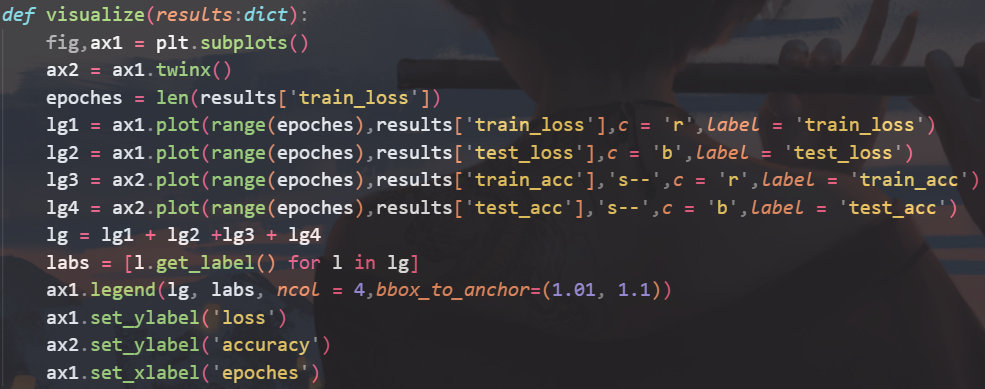 def visualize(results:dict):
    fig,ax1 = plt.subplots()
    ax2 = ax1.twinx()
    epoches = len(results['train_loss'])
    lg1 = ax1.plot(range(epoches),results['train_loss'],c = 'r',label = 'train_loss')
    lg2 = ax1.plot(range(epoches),results['test_loss'],c = 'b',label = 'test_loss')
    lg3 = ax2.plot(range(epoches),results['train_acc'],'s--',c = 'r',label = 'train_acc')
    lg4 = ax2.plot(range(epoches),results['test_acc'],'s--',c = 'b',label = 'test_acc')
    lg = lg1 + lg2 +lg3 + lg4
    labs = [l.get_label() for l in lg]
    ax1.legend(lg, labs, ncol = 4,bbox_to_anchor=(1.01, 1.1))
    ax1.set_ylabel('loss')
    ax2.set_ylabel('accuracy')
    ax1.set_xlabel('epoches')